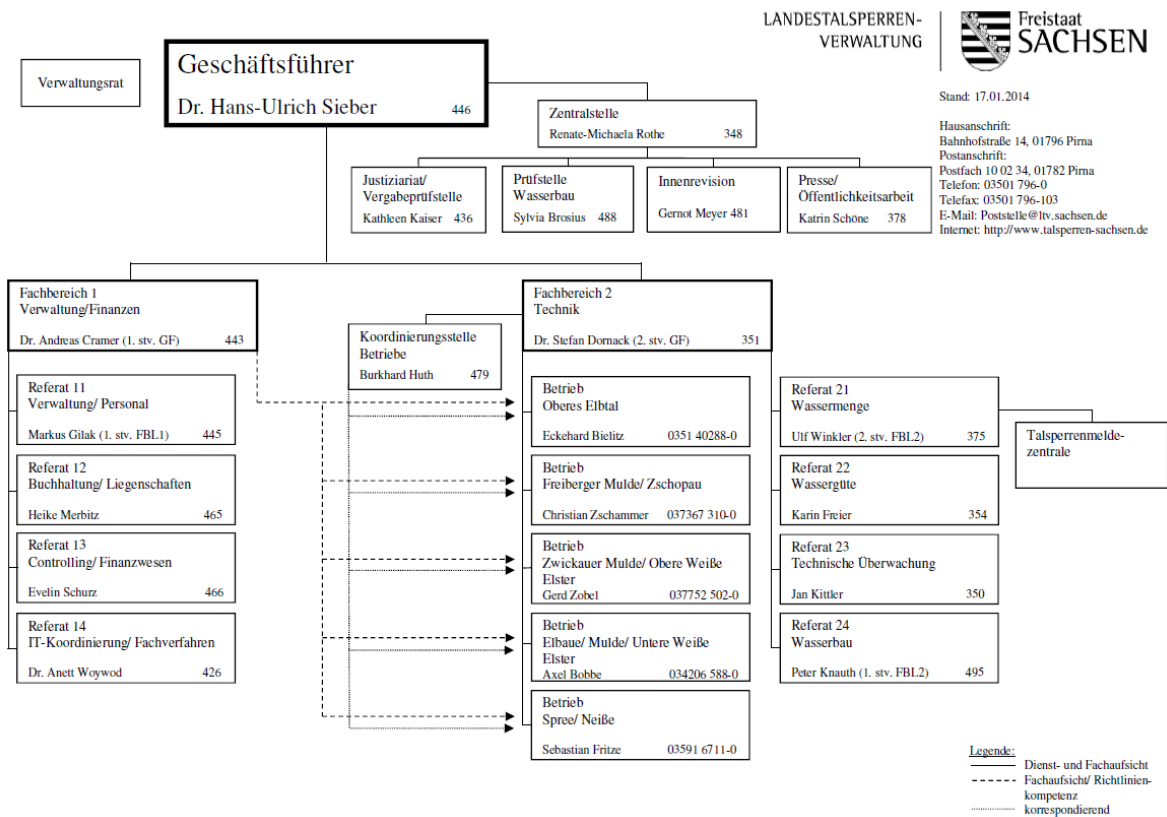 LANDESTALSPERREN-
VERWALTUNG
Freistaat
SACHSEN
Verwaltungsrat
Geschäftsführer
Dr. Hans-Ulrich Sieber 446
Stand: 17.01.2014
Hausanschrift:
Bahnhofstraße 14, 01796 Pirna
Postanschrift:
Postfach 10 02 34, 01782 Pirna
Telefon: 03501 796-0
Telefax: 03501 796-103
E-Mail: Poststelle@ltv.sachsen.de
Internet: http://www.talsperren-sachsen.de
Zentralstelle
Renate-Michaela Rothe 348
Justiziariat/
Vergabeprüfstelle
Kathleen Kaiser 436
Prüfstelle
Wasserbau
Sylvia Brosius 488
Innenrevision
Gernot Meyer 481
Presse/
Öffentlichkeitsarbeit
Katrin Schöne 378
Fachbereich 1
Verwaltung/Finanzen
Dr. Andreas Cramer (1. stv. GF) 443
Referat 11
Verwaltung/ Personal
Markus Gilak (1. stv. FBL1) 445
Referat 12
Buchhaltung/ Liegenschaften
Heike Merbitz 465
Referat 13
Controlling/ Finanzwesen
Evelin Schurz 466
Referat 14
IT-Koordinierung/ Fachverfahren
Dr. Anett Woywod 426
Koordinierungsstelle
Betriebe
Burkhard Huth 479
Fachbereich 2
Technik
Dr. Stefan Dornack (2. stv. GF) 351
Betrieb
Oberes Elbtal
Eckehard Bielitz 0351 40288-0
Betrieb
Freiberger Mulde/ Zschopau
Christian Zschammer 037367 310-0
Betrieb
Zwickauer Mulde/ Obere Weiße
Elster
Gerd Zobel 037752 502-0
Betrieb
Elbaue/ Mulde/ Untere Weiße
Elster
Axel Bobbe 034206 588-0
Betrieb
Spree/ Neiße
Sebastian Fritze 03591 6711-0
Referat 21
Wassermenge
Ulf Winkler (2. stv. FBL2) 375
Referat 22
Wassergüte
Karin Freier 354
Referat 23
Technische Überwachung
Jan Kittler 350
Referat 24
Wasserbau
Peter Knauth (1. stv. FBL2) 495
Talsperrenmelde-
zentrale
Legende:
Dienst- und Fachaufsicht
Fachaufsicht/ Richtlinien-
kompetenz
korrespondierend